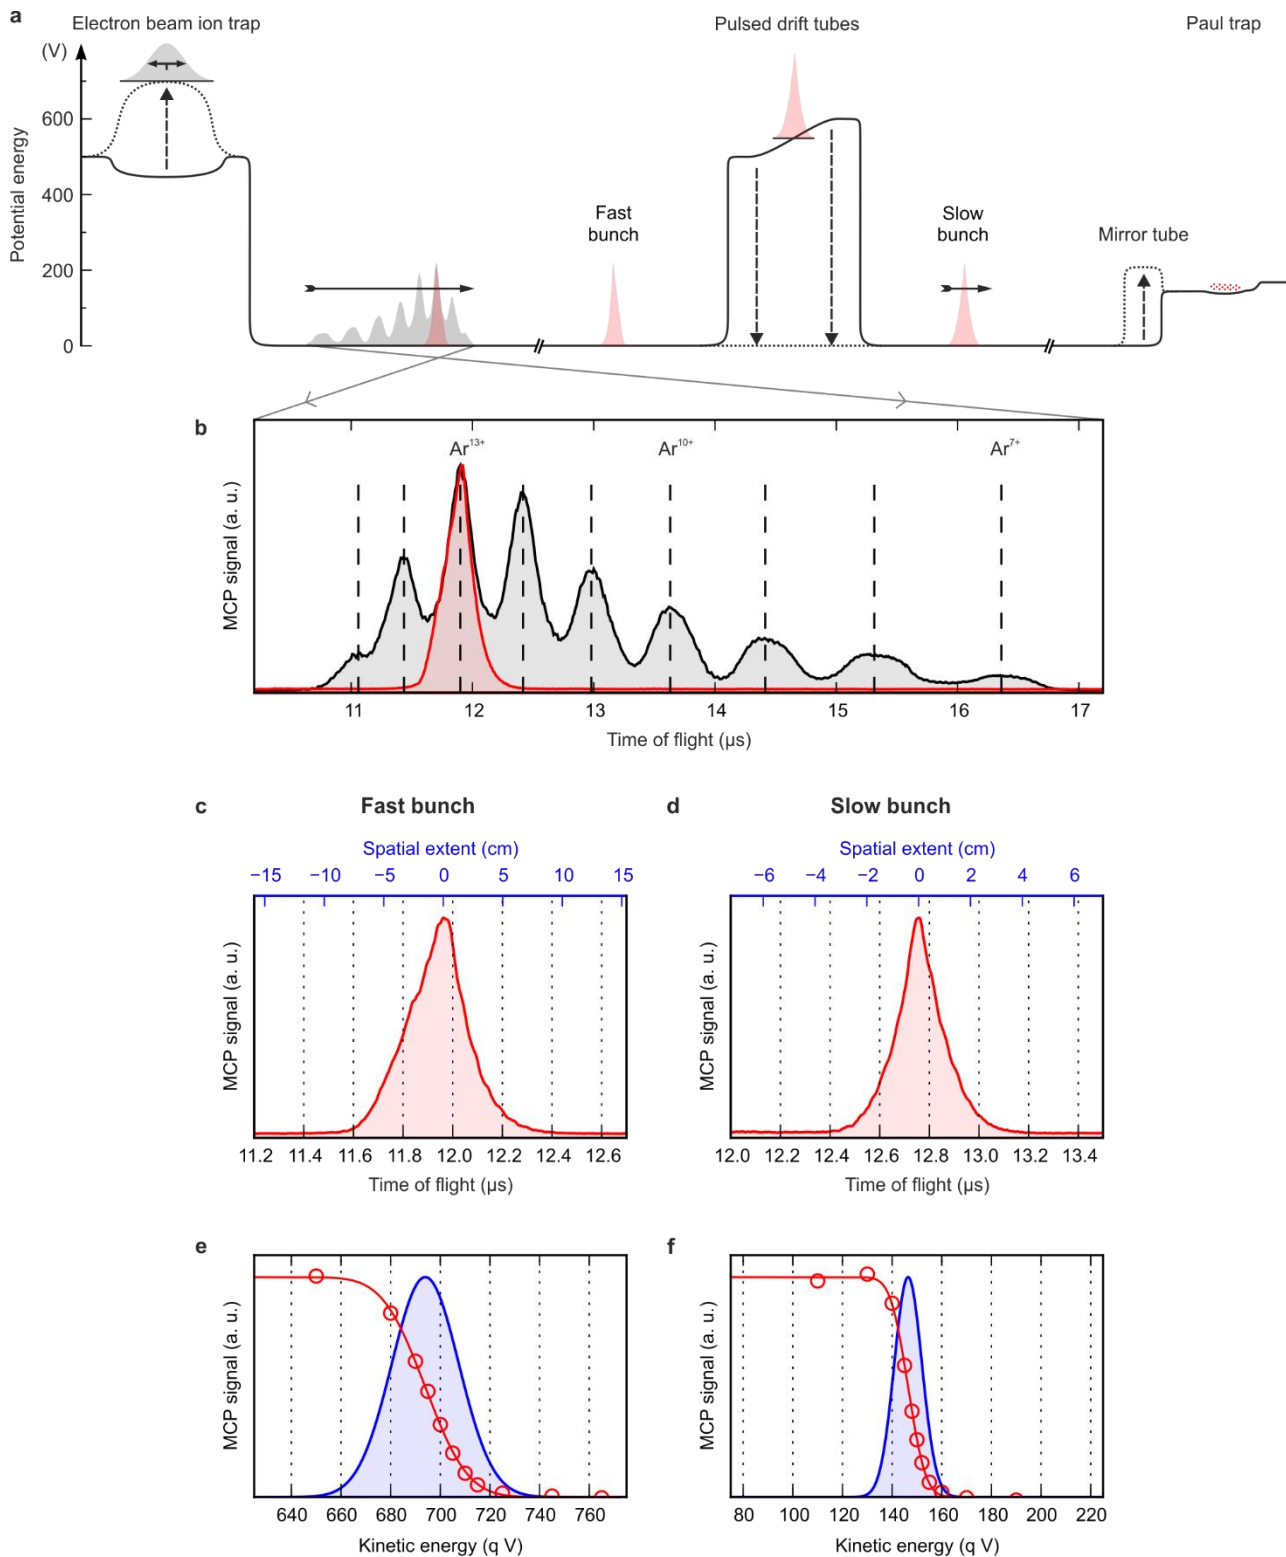 a
Electron beam ion trap
Pulsed drift tubes
Paul trap
(V)
600
400
200
0
Potential energy
Fast
bunch
Slow
bunch
Mirror tube
b
Ar13+
Ar10+
Ar7+
MCP signal (a. u.)
11 12 13 14 15 16 17
Time of flight (µs)
c Fast bunch
Spatial extent (cm)
−15 −10 −5 0 5 10 15
MCP signal (a. u.)
11.2 11.4 11.6 11.8 12.0 12.2 12.4 12.6
Time of flight (µs)
d Slow bunch
Spatial extent (cm)
−6 −4 −2 0 2 4 6
MCP signal (a. u.)
12.0 12.2 12.4 12.6 12.8 13.0 13.2 13.4
Time of flight (µs)
e
MCP signal (a. u.)
640 660 680 700 720 740 760
Kinetic energy (q V)
f
MCP signal (a. u.)
80 100 120 140 160 180 200 220
Kinetic energy (q V)